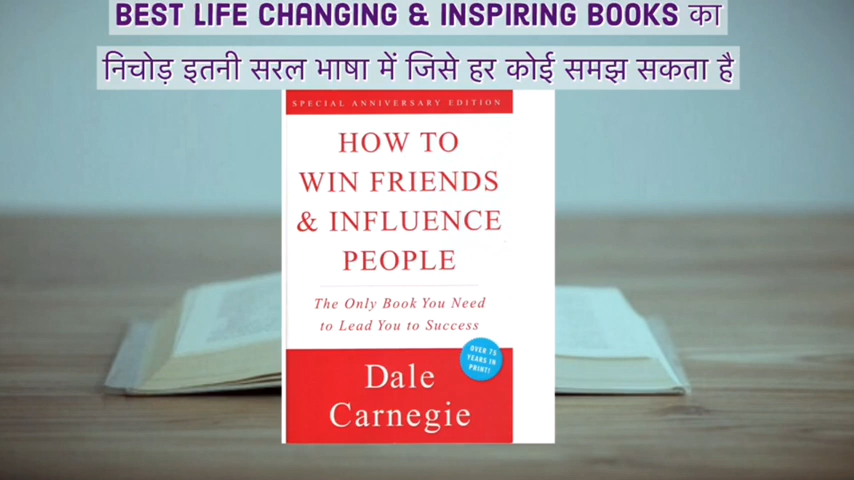 BEST LIFE CHANGING & INSPIRING BOOKS का
निचोड़ इतनी सरल भाषा में जिसे हर कोई समझ सकता है
SPECIAL ANNIVERSARY EDITION
HOW TO
WIN FRIENDS
& INFLUENCE
PEOPLE
The Only Book You Need
to Lead You to Success
OVER 75
YEARS IN
PRINT!
Dale
Carnegie